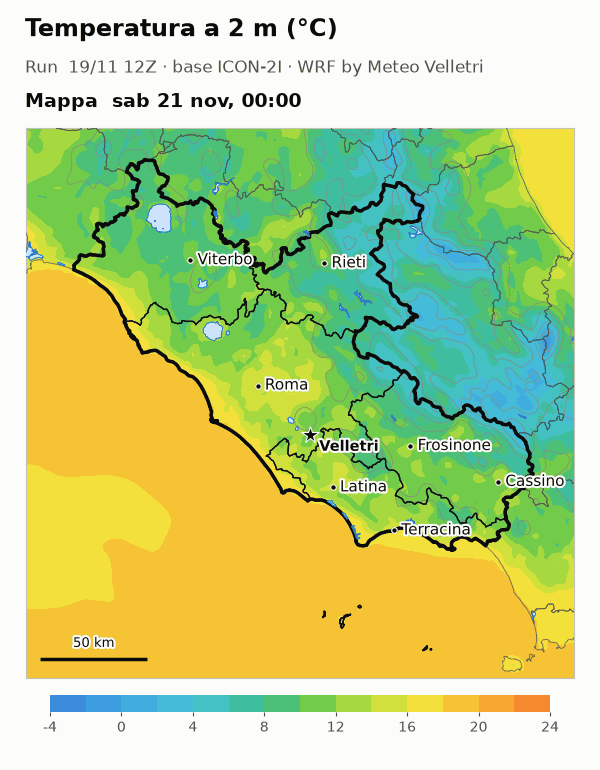 Temperatura a 2 m (°C)
Run  19/11 12Z · base ICON-2I · WRF by Meteo Velletri
Mappa  sab 21 nov, 00:00
Viterbo
Rieti
Roma
Velletri
Frosinone
Cassino
Latina
Terracina
50 km
-4 0 4 8 12 16 20 24